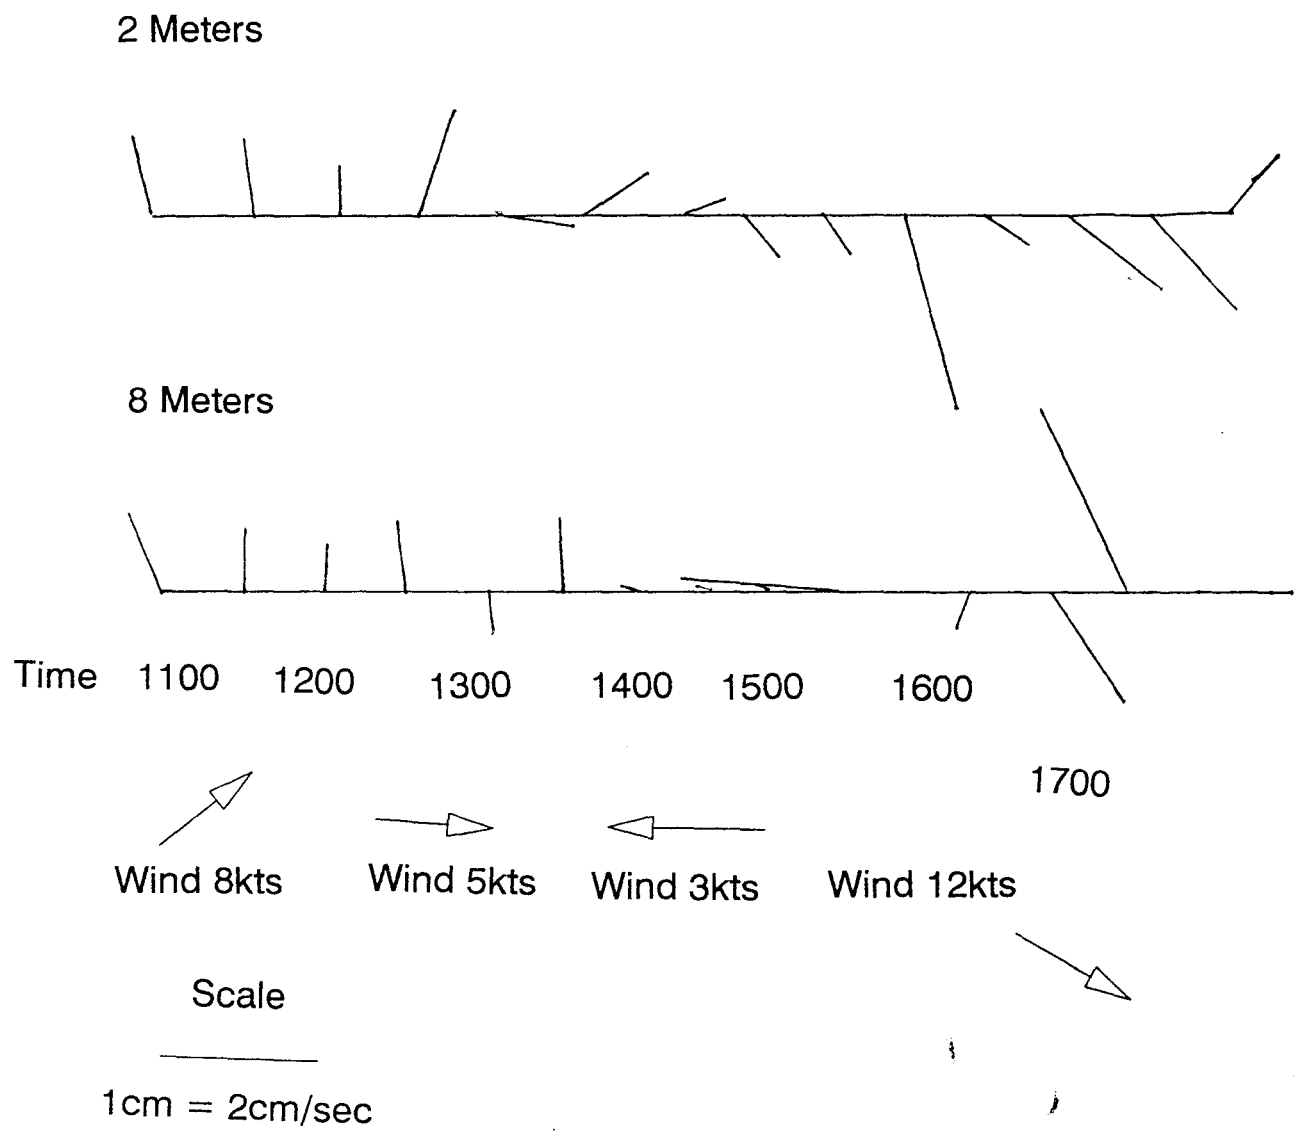 2 Meters
8 Meters
Time 1100 1200 1300 1400 1500 1600
1700
Wind 8kts Wind 5kts Wind 3kts Wind 12kts
Scale
1cm = 2cm/sec